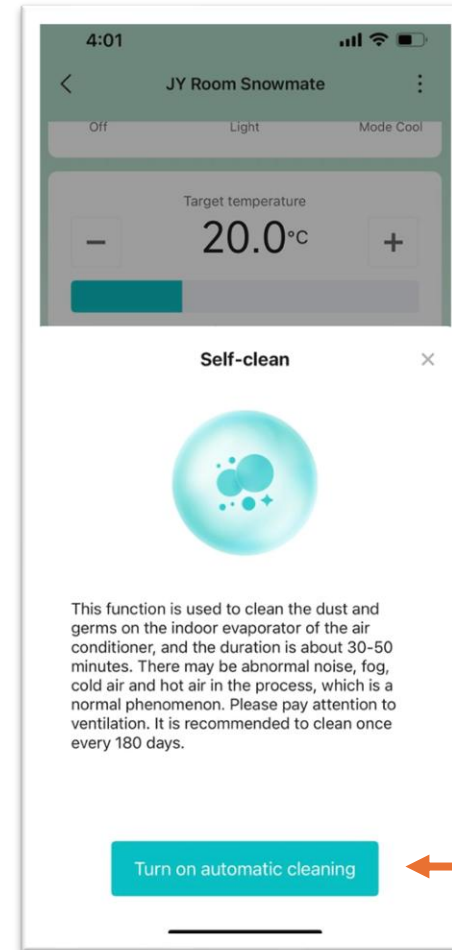 4:01
JY Room Snowmate
Off Light Mode Cool
Target temperature
− 20.0°C +
Self-clean ×
This function is used to clean the dust and
germs on the indoor evaporator of the air
conditioner, and the duration is about 30-50
minutes. There may be abnormal noise, fog,
cold air and hot air in the process, which is a
normal phenomenon. Please pay attention to
ventilation. It is recommended to clean once
every 180 days.
Turn on automatic cleaning